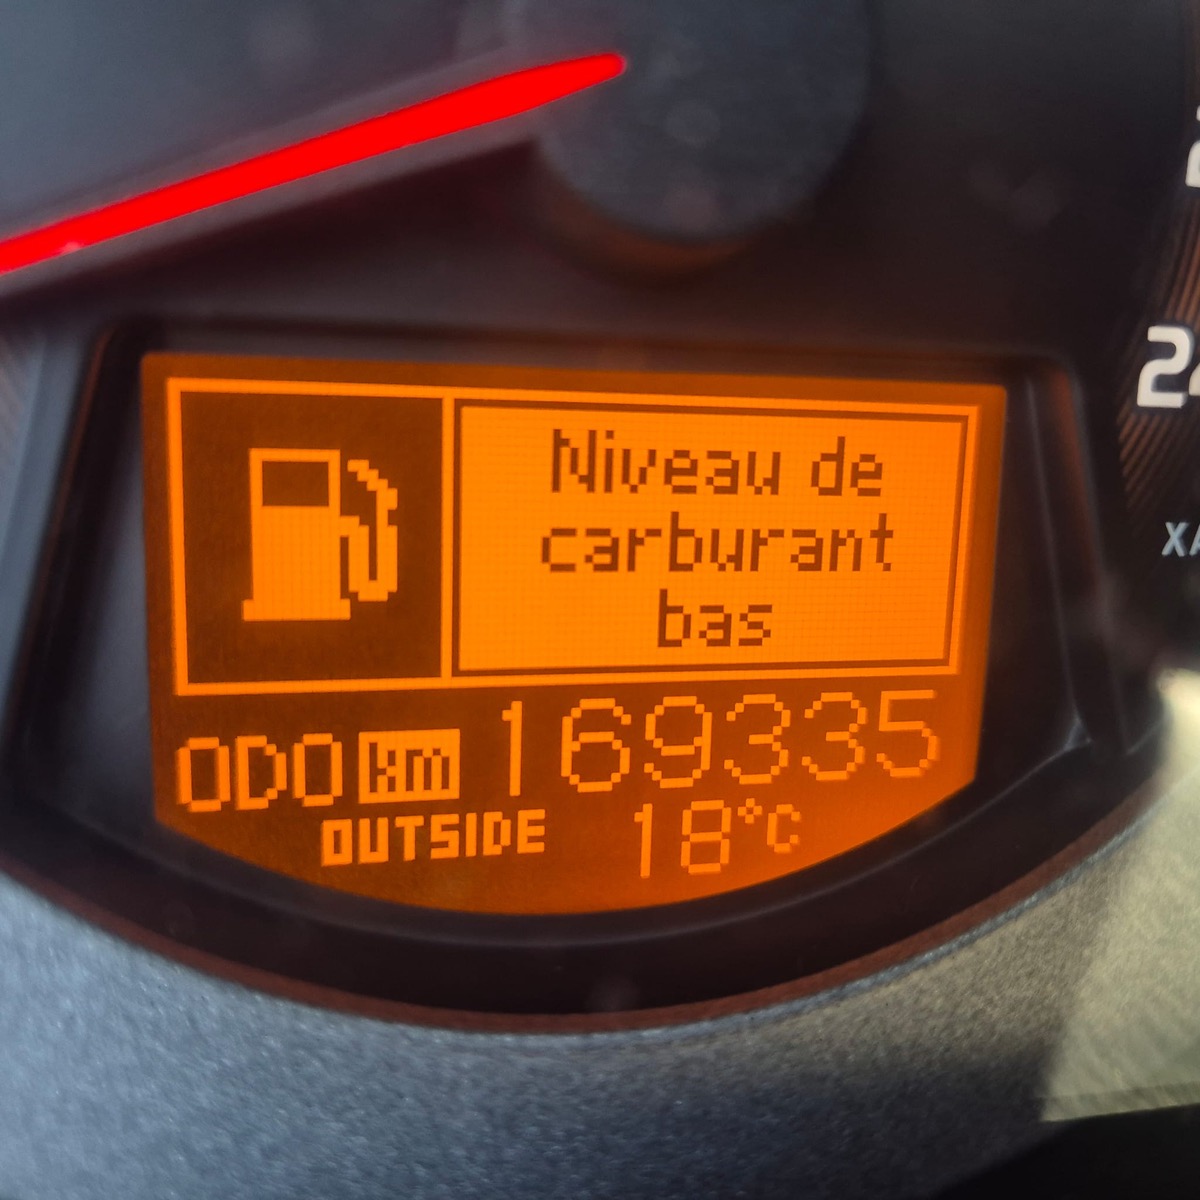 Niveau de
carburant
bas
ODO km 169335
OUTSIDE 18°C